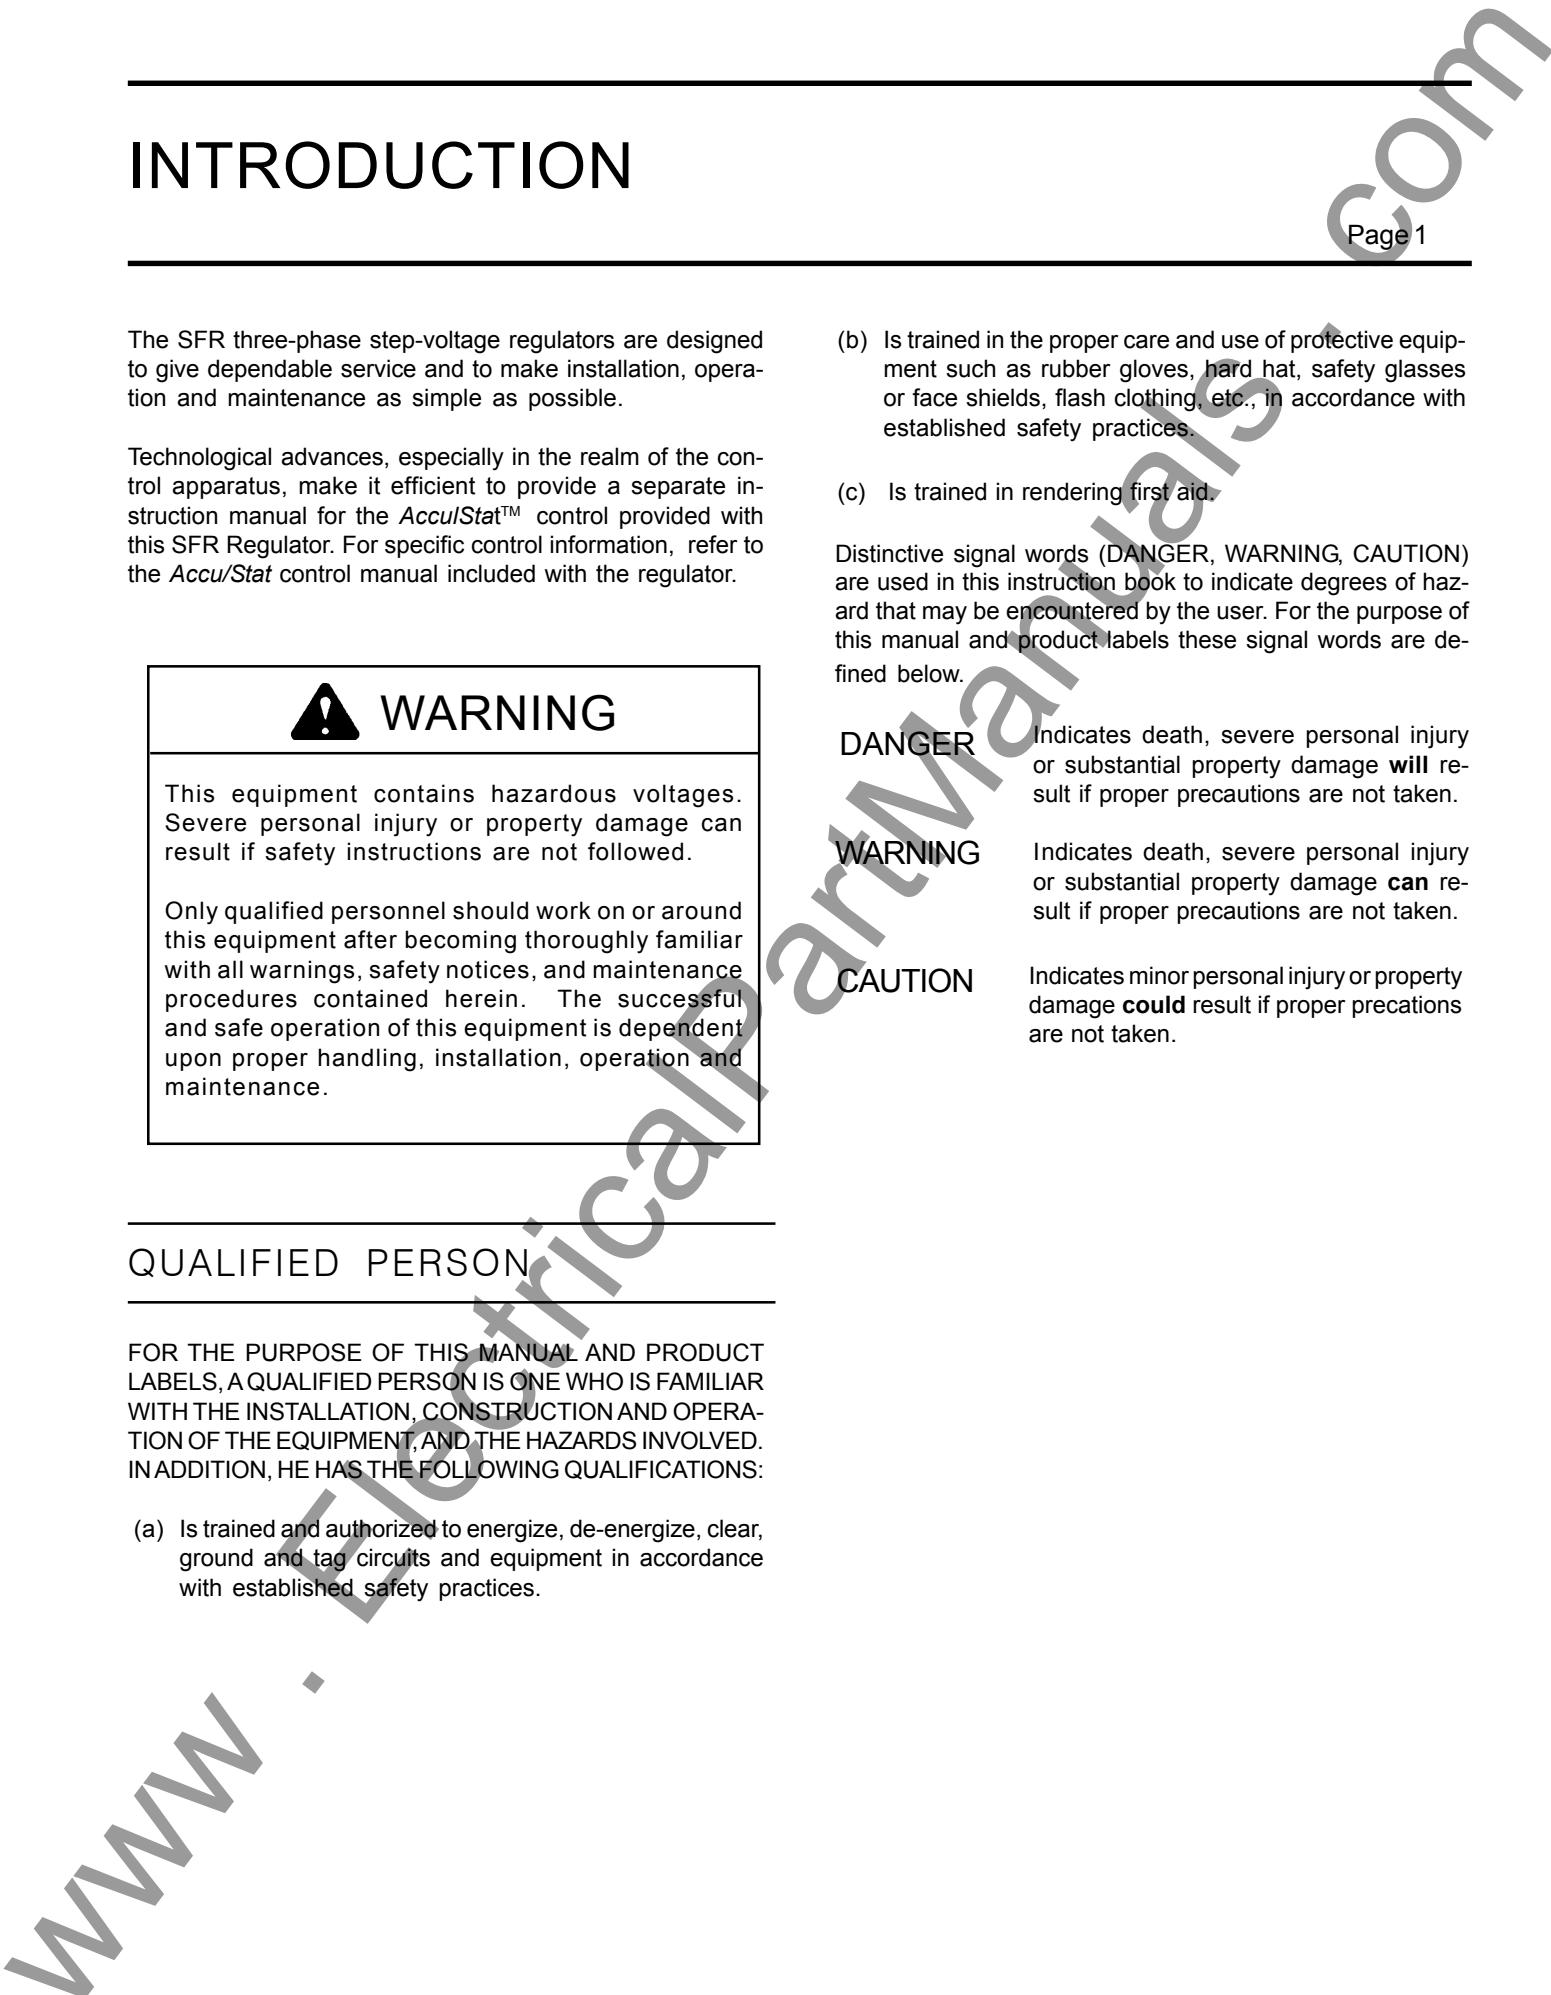 INTRODUCTION
Page 1
The SFR three-phase step-voltage regulators are designed
to give dependable service and to make installation, opera-
tion and maintenance as simple as possible.
Technological advances, especially in the realm of the con-
trol apparatus, make it efficient to provide a separate in-
struction manual for the AcculStat™ control provided with
this SFR Regulator. For specific control information, refer to
the Accu/Stat control manual included with the regulator.
WARNING
This equipment contains hazardous voltages.
Severe personal injury or property damage can
result if safety instructions are not followed.
Only qualified personnel should work on or around
this equipment after becoming thoroughly familiar
with all warnings, safety notices, and maintenance
procedures contained herein. The successful
and safe operation of this equipment is dependent
upon proper handling, installation, operation and
maintenance.
QUALIFIED PERSON
FOR THE PURPOSE OF THIS MANUAL AND PRODUCT
LABELS, A QUALIFIED PERSON IS ONE WHO IS FAMILIAR
WITH THE INSTALLATION, CONSTRUCTION AND OPERA-
TION OF THE EQUIPMENT, AND THE HAZARDS INVOLVED.
IN ADDITION, HE HAS THE FOLLOWING QUALIFICATIONS:
(a) Is trained and authorized to energize, de-energize, clear,
ground and tag circuits and equipment in accordance
with established safety practices.
(b) Is trained in the proper care and use of protective equip-
ment such as rubber gloves, hard hat, safety glasses
or face shields, flash clothing, etc., in accordance with
established safety practices.
(c) Is trained in rendering first aid.
Distinctive signal words (DANGER, WARNING, CAUTION)
are used in this instruction book to indicate degrees of haz-
ard that may be encountered by the user. For the purpose of
this manual and product labels these signal words are de-
fined below.
DANGER Indicates death, severe personal injury
or substantial property damage will re-
sult if proper precautions are not taken.
WARNING Indicates death, severe personal injury
or substantial property damage can re-
sult if proper precautions are not taken.
CAUTION Indicates minor personal injury or property
damage could result if proper precations
are not taken.
www . ElectricalPartManuals . com